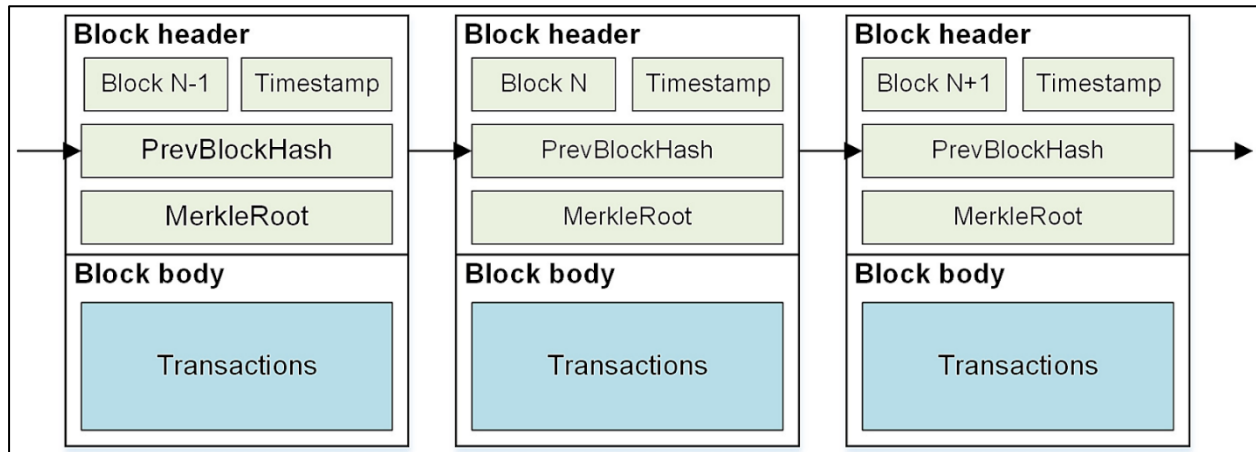 Block header
Block N-1 Timestamp
PrevBlockHash
MerkleRoot
Block body
Transactions
Block header
Block N Timestamp
PrevBlockHash
MerkleRoot
Block body
Transactions
Block header
Block N+1 Timestamp
PrevBlockHash
MerkleRoot
Block body
Transactions